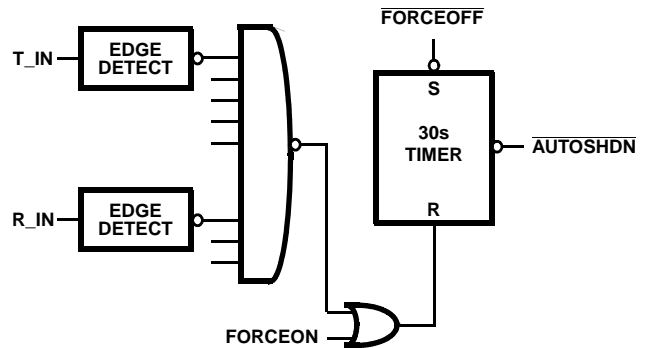 FORCEOFF
T_IN
EDGE
DETECT
S
30s
TIMER
AUTOSHDN
R_IN
EDGE
DETECT
R
FORCEON